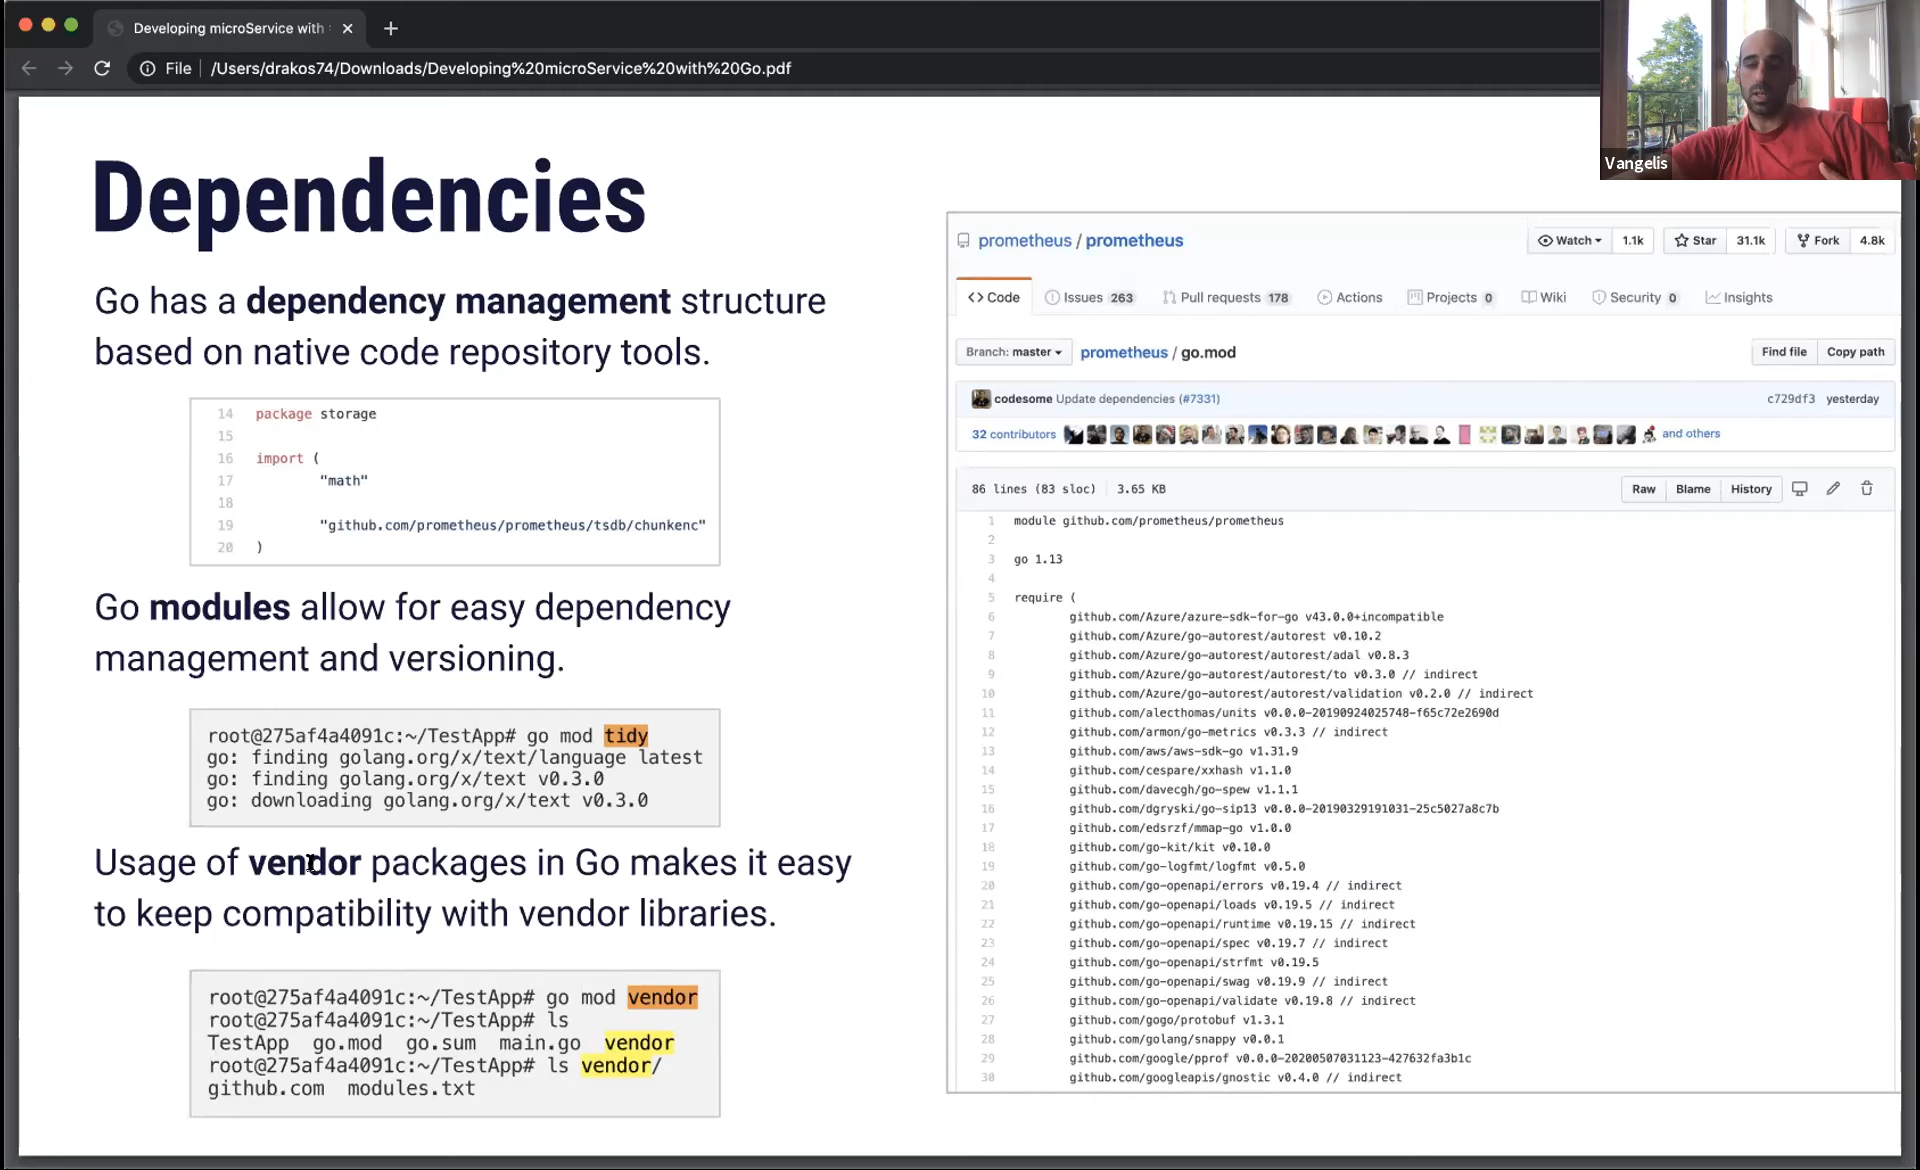 Developing microService with
File
/Users/drakos74/Downloads/Developing%20microService%20with%20Go.pdf
Vangelis
Dependencies
Go has a dependency management structure
based on native code repository tools.
14 package storage
15
16 import (
17 "math"
18
19 "github.com/prometheus/prometheus/tsdb/chunkenc"
20 )
Go modules allow for easy dependency
management and versioning.
root@275af4a4091c:~/TestApp# go mod tidy
go: finding golang.org/x/text/language latest
go: finding golang.org/x/text v0.3.0
go: downloading golang.org/x/text v0.3.0
Usage of vendor packages in Go makes it easy
to keep compatibility with vendor libraries.
root@275af4a4091c:~/TestApp# go mod vendor
root@275af4a4091c:~/TestApp# ls
TestApp go.mod go.sum main.go vendor
root@275af4a4091c:~/TestApp# ls vendor/
github.com modules.txt
prometheus / prometheus
Watch 1.1k Star 31.1k Fork 4.8k
<> Code Issues 263 Pull requests 178 Actions Projects 0 Wiki Security 0 Insights
Branch: master prometheus / go.mod Find file Copy path
codesome Update dependencies (#7331) c729df3 yesterday
32 contributors and others
86 lines (83 sloc) 3.65 KB Raw Blame History
1 module github.com/prometheus/prometheus
2
3 go 1.13
4
5 require (
6 github.com/Azure/azure-sdk-for-go v43.0.0+incompatible
7 github.com/Azure/go-autorest/autorest v0.10.2
8 github.com/Azure/go-autorest/autorest/adal v0.8.3
9 github.com/Azure/go-autorest/autorest/to v0.3.0 // indirect
10 github.com/Azure/go-autorest/autorest/validation v0.2.0 // indirect
11 github.com/alecthomas/units v0.0.0-20190924025748-f65c72e2690d
12 github.com/armon/go-metrics v0.3.3 // indirect
13 github.com/aws/aws-sdk-go v1.31.9
14 github.com/cespare/xxhash v1.1.0
15 github.com/davecgh/go-spew v1.1.1
16 github.com/dgryski/go-sip13 v0.0.0-20190329191031-25c5027a8c7b
17 github.com/edsrzf/mmap-go v1.0.0
18 github.com/go-kit/kit v0.10.0
19 github.com/go-logfmt/logfmt v0.5.0
20 github.com/go-openapi/errors v0.19.4 // indirect
21 github.com/go-openapi/loads v0.19.5 // indirect
22 github.com/go-openapi/runtime v0.19.15 // indirect
23 github.com/go-openapi/spec v0.19.7 // indirect
24 github.com/go-openapi/strfmt v0.19.5
25 github.com/go-openapi/swag v0.19.9 // indirect
26 github.com/go-openapi/validate v0.19.8 // indirect
27 github.com/gogo/protobuf v1.3.1
28 github.com/golang/snappy v0.0.1
29 github.com/google/pprof v0.0.0-20200507031123-427632fa3b1c
30 github.com/googleapis/gnostic v0.4.0 // indirect